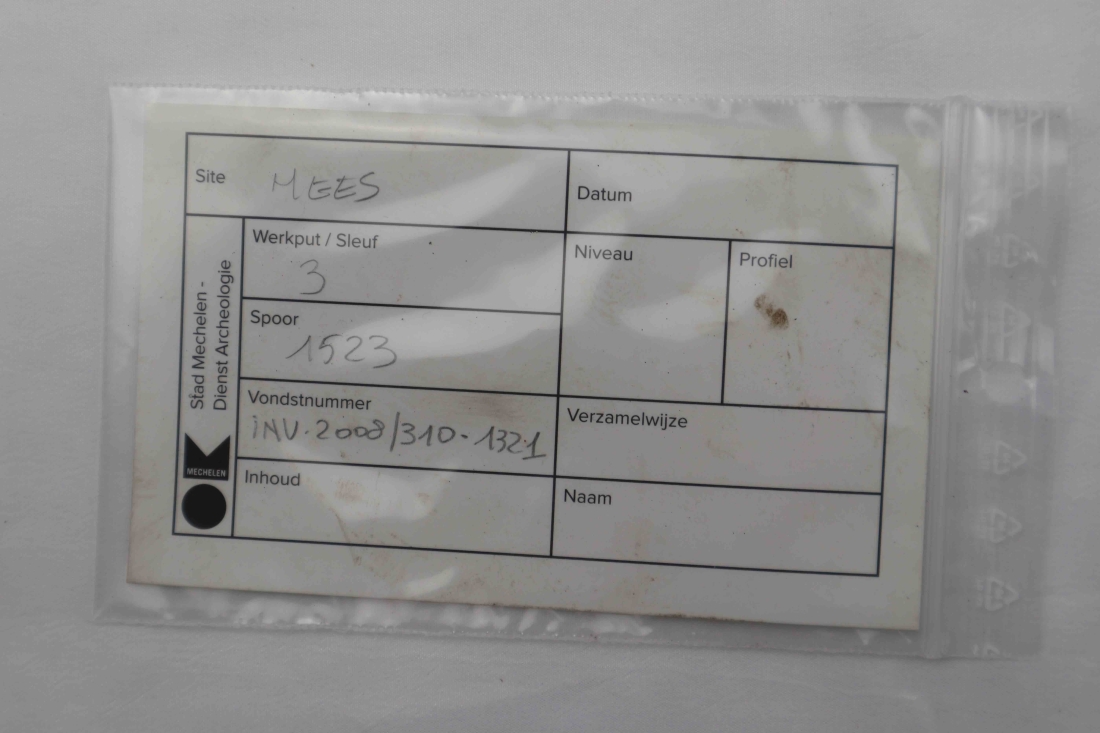 Site MEES
Datum
Stad Mechelen -
Dienst Archeologie
MECHELEN
Werkput / Sleuf
3
Niveau
Profiel
Spoor
1523
Vondstnummer
INV.2008/310-1321
Verzamelwijze
Inhoud
Naam